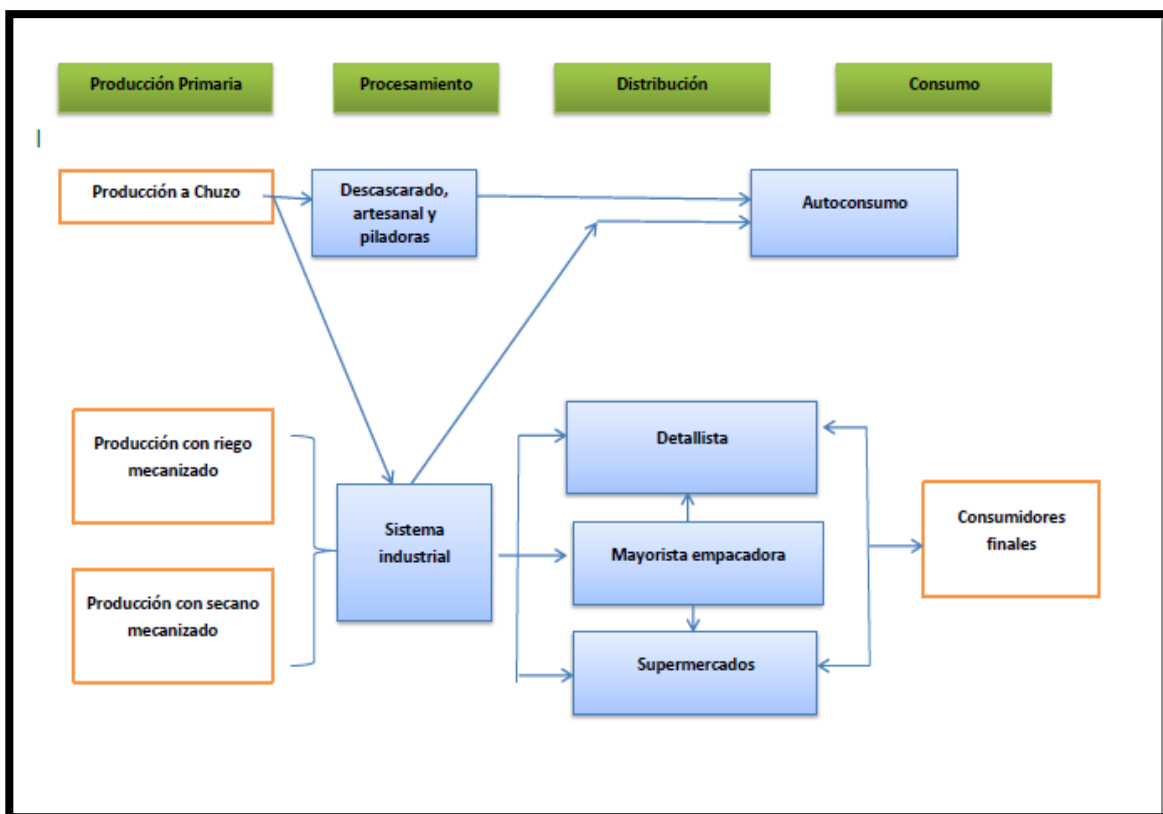 Producción Primaria
Procesamiento
Distribución
Consumo
Producción a Chuzo
Descascarado,
artesanal y
piladoras
Autoconsumo
Producción con riego
mecanizado
Detallista
Sistema
industrial
Mayorista empacadora
Consumidores
finales
Producción con secano
mecanizado
Supermercados